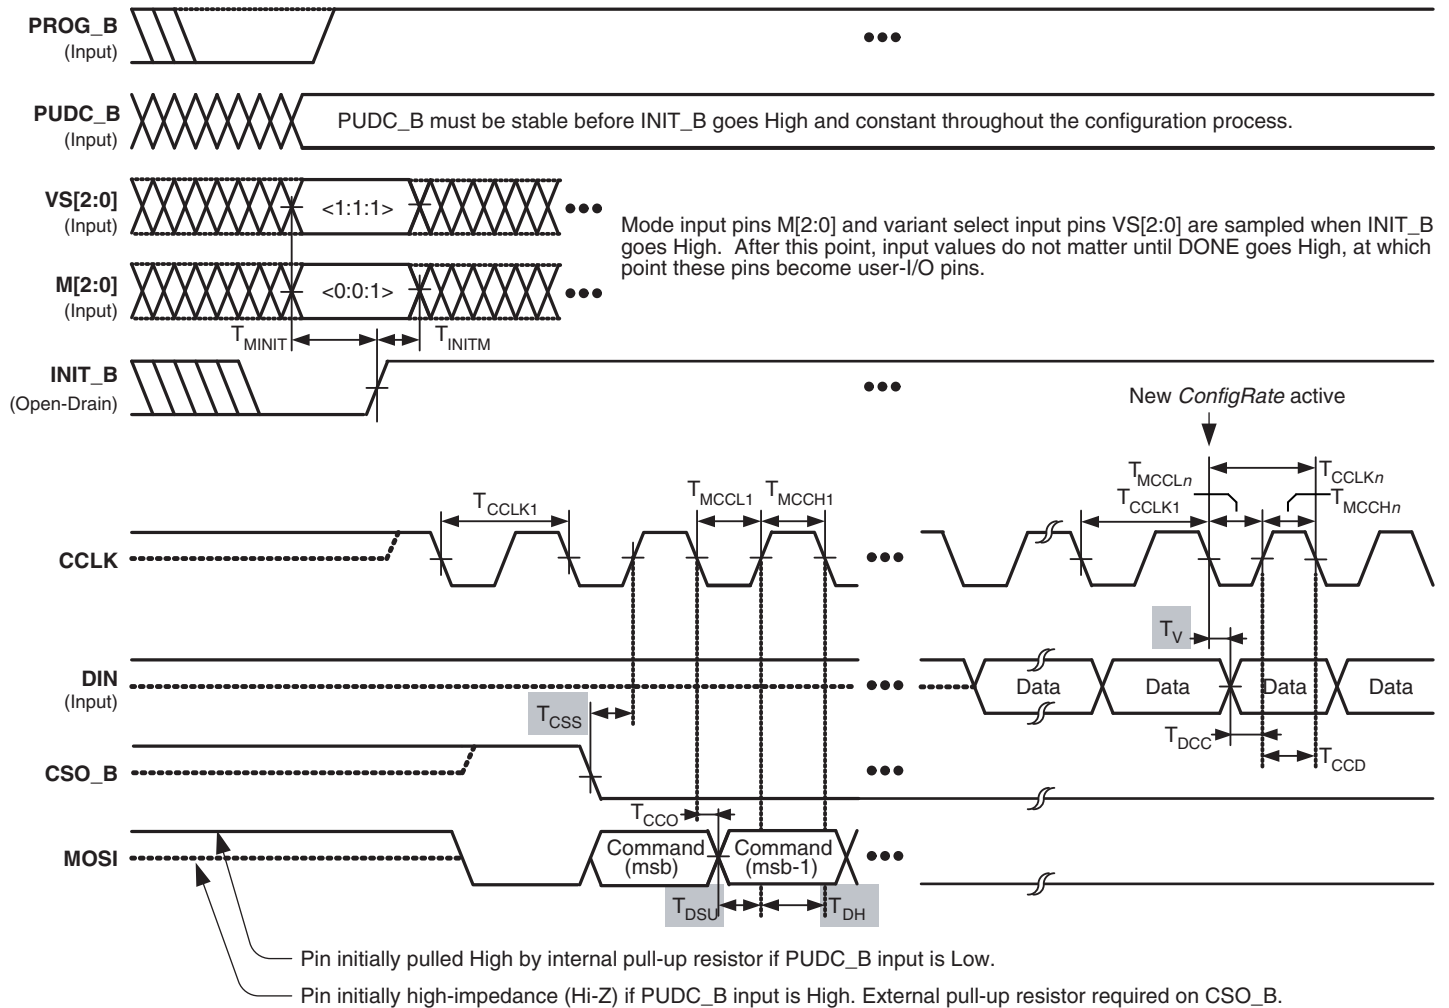 PROG_B
(Input)
PUDC_B
(Input)
PUDC_B must be stable before INIT_B goes High and constant throughout the configuration process.
VS[2:0]
(Input)
<1:1:1>
Mode input pins M[2:0] and variant select input pins VS[2:0] are sampled when INIT_B
goes High. After this point, input values do not matter until DONE goes High, at which
point these pins become user-I/O pins.
M[2:0]
(Input)
<0:0:1>
TMINIT
TINITM
INIT_B
(Open-Drain)
New ConfigRate active
TCCLK1
TMCCL1
TMCCH1
TMCCLn
TCCLKn
TCCLK1
TMCCHn
CCLK
TV
DIN
(Input)
Data
Data
Data
Data
TCSS
TDCC
TCCD
CSO_B
TCCO
MOSI
Command
(msb)
Command
(msb-1)
TDSU
TDH
Pin initially pulled High by internal pull-up resistor if PUDC_B input is Low.
Pin initially high-impedance (Hi-Z) if PUDC_B input is High. External pull-up resistor required on CSO_B.